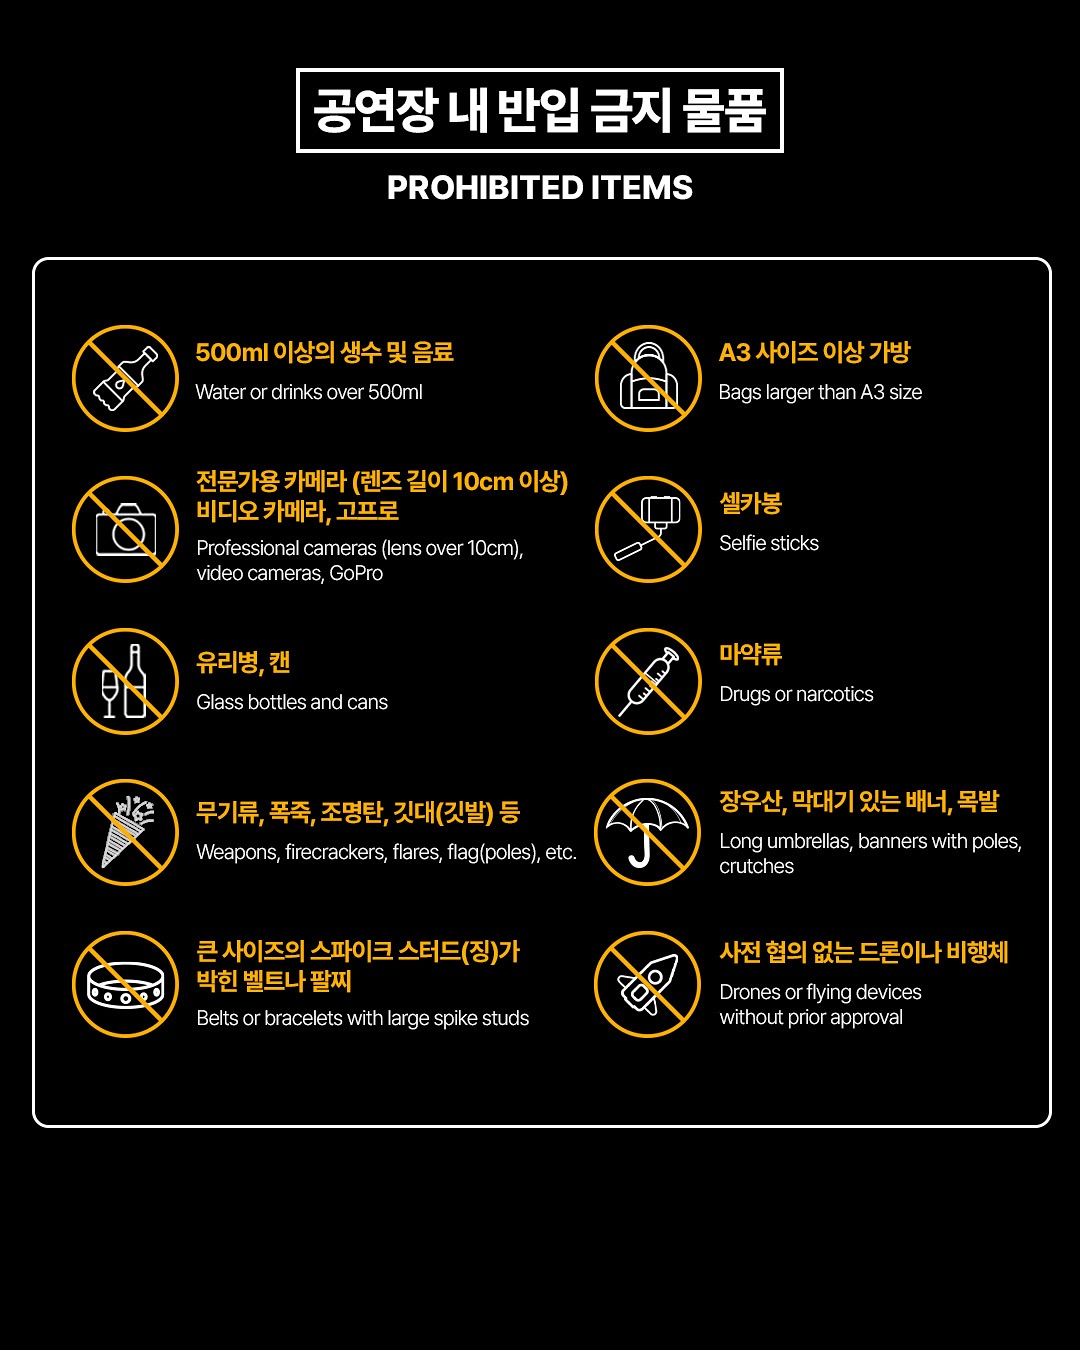 공연장 내 반입 금지 물품
PROHIBITED ITEMS
500ml 이상의 생수 및 음료
Water or drinks over 500ml
A3 사이즈 이상 가방
Bags larger than A3 size
전문가용 카메라 (렌즈 길이 10cm 이상)
비디오 카메라, 고프로
Professional cameras (lens over 10cm),
video cameras, GoPro
셀카봉
Selfie sticks
유리병, 캔
Glass bottles and cans
마약류
Drugs or narcotics
무기류, 폭죽, 조명탄, 깃대(깃발) 등
Weapons, firecrackers, flares, flag(poles), etc.
장우산, 막대기 있는 배너, 목발
Long umbrellas, banners with poles,
crutches
큰 사이즈의 스파이크 스터드(징)가
박힌 벨트나 팔찌
Belts or bracelets with large spike studs
사전 협의 없는 드론이나 비행체
Drones or flying devices
without prior approval